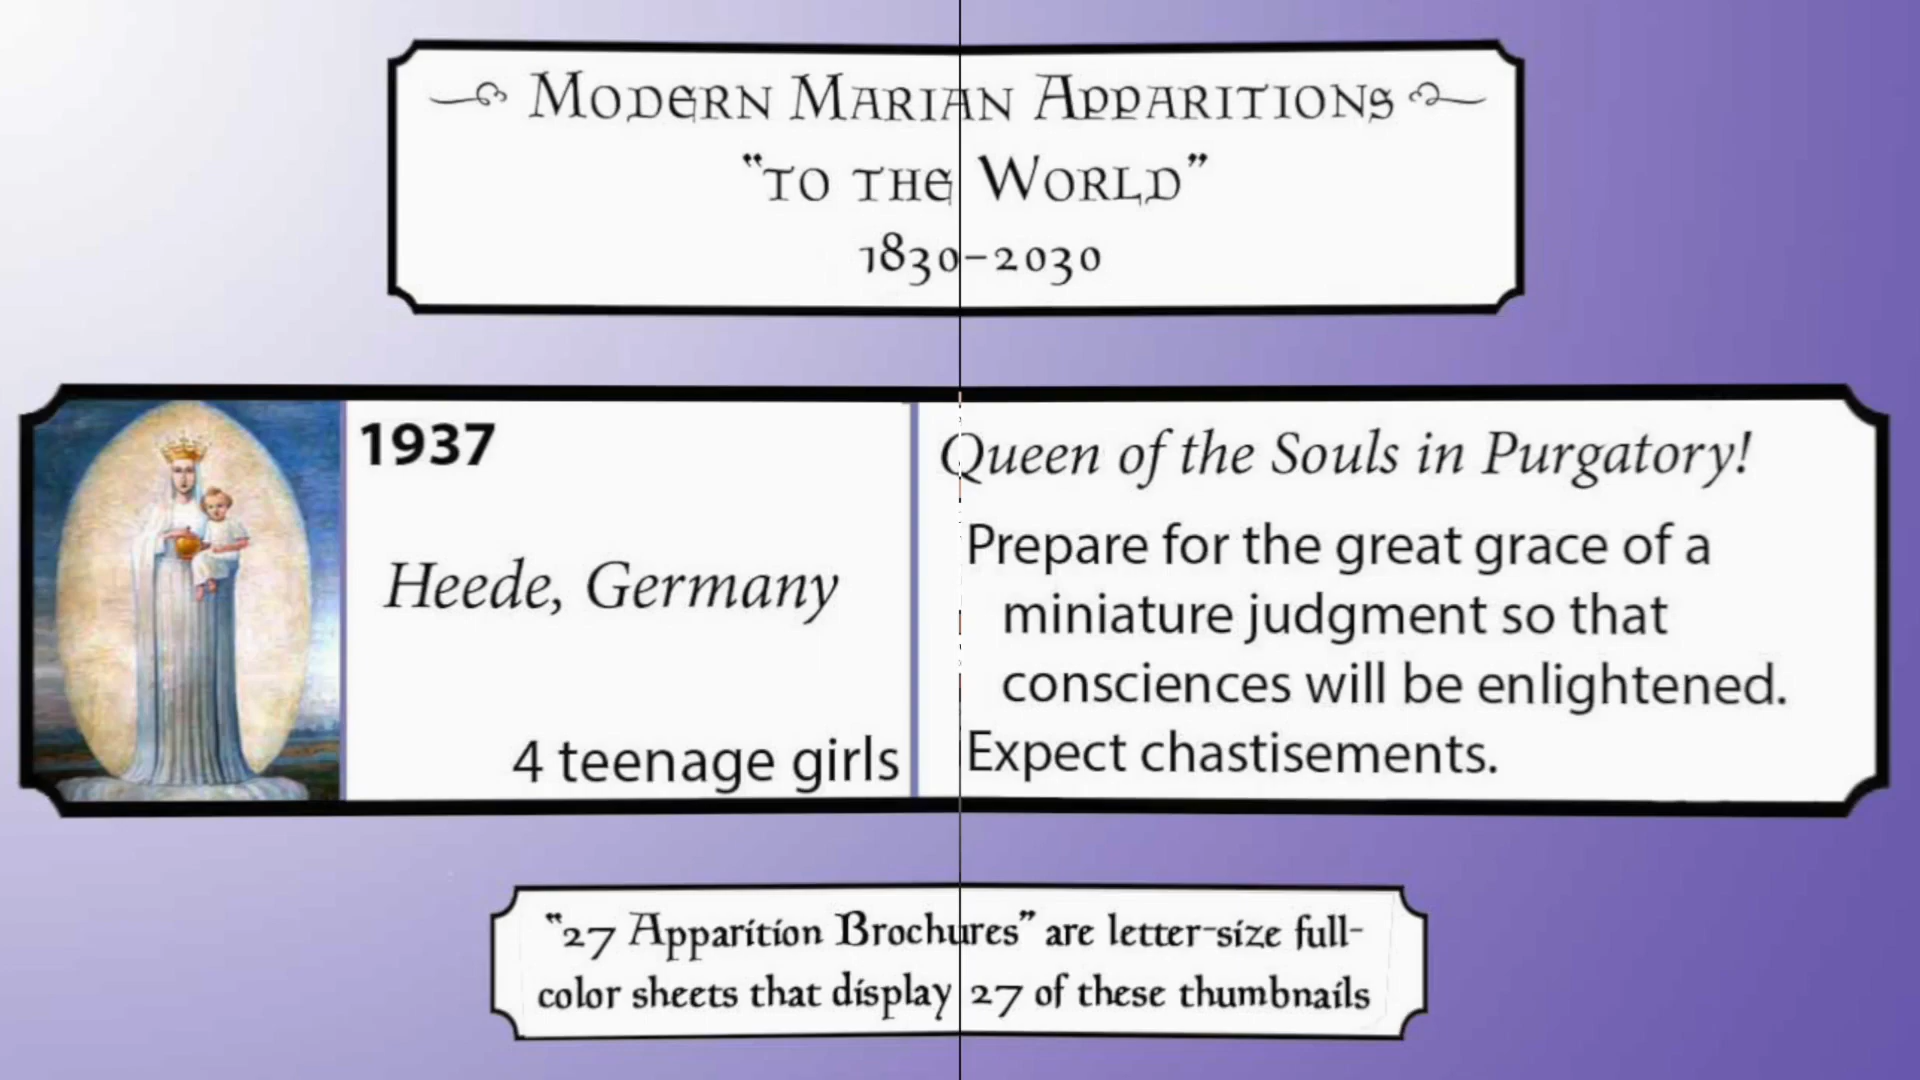 Modern Marian Apparitions
"to the World"
1830–2030
1937
Heede, Germany
4 teenage girls
Queen of the Souls in Purgatory!
Prepare for the great grace of a
miniature judgment so that
consciences will be enlightened.
Expect chastisements.
"27 Apparition Brochures" are letter-size full-
color sheets that display 27 of these thumbnails